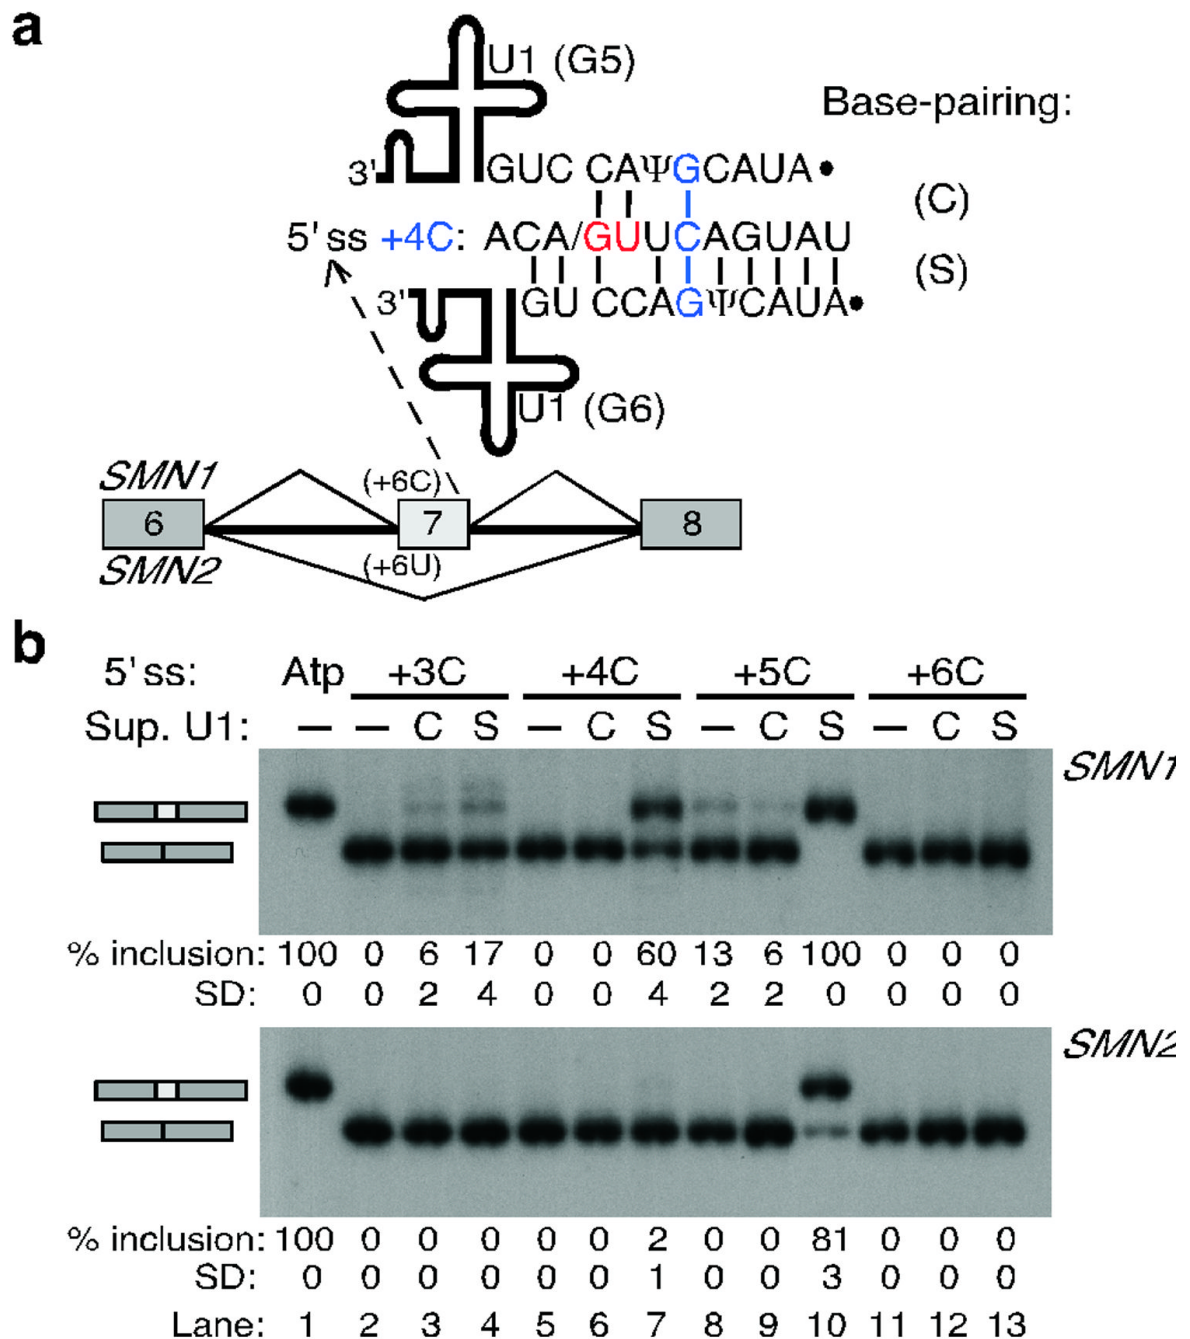 a
U1 (G5)
Base-pairing:
3' GUC CAΨGCAUA•
(C)
5' ss +4C: ACA/GUUCAGUAU
(S)
3' GU CCAGΨCAUA•
U1 (G6)
SMN1
(+6C)
6 7 8
(+6U)
SMN2
b
5' ss: Atp +3C +4C +5C +6C
Sup. U1: — — C S — C S — C S — C S
SMN1
% inclusion: 100 0 6 17 0 0 60 13 6 100 0 0 0
SD: 0 0 2 4 0 0 4 2 2 0 0 0 0
SMN2
% inclusion: 100 0 0 0 0 0 2 0 0 81 0 0 0
SD: 0 0 0 0 0 0 1 0 0 3 0 0 0
Lane: 1 2 3 4 5 6 7 8 9 10 11 12 13